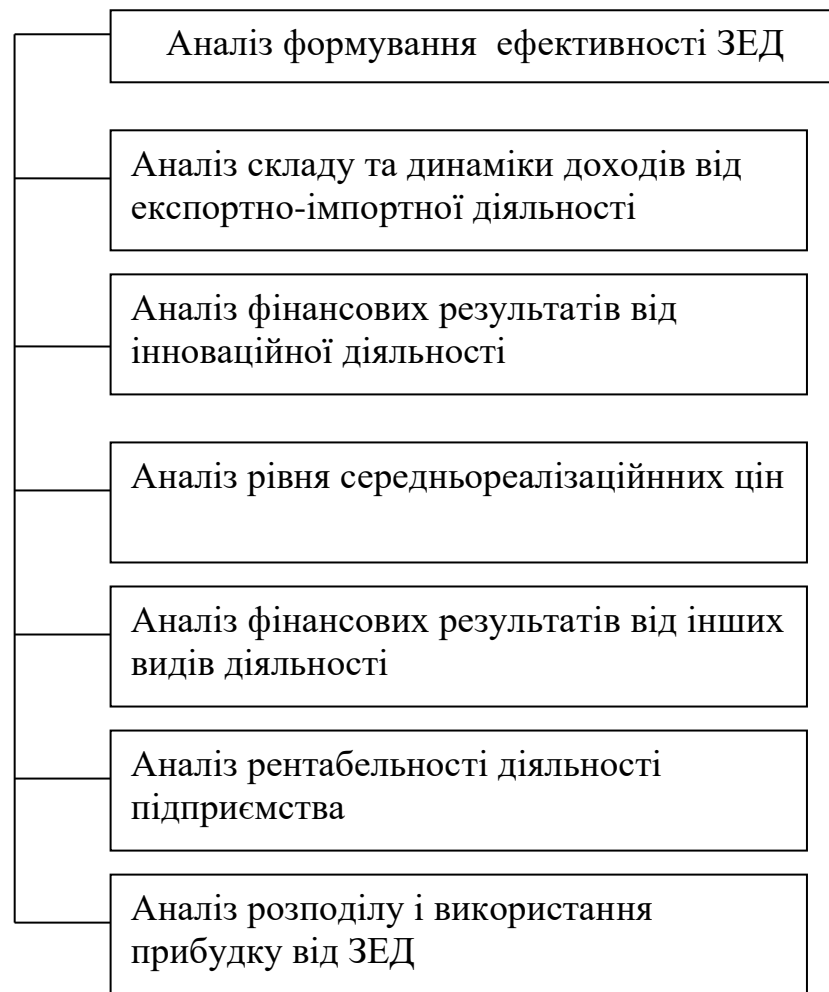 Аналіз формування  ефективності ЗЕД
Аналіз складу та динаміки доходів від
експортно-імпортної діяльності
Аналіз фінансових результатів від
інноваційної діяльності
Аналіз рівня середньореалізаційнних цін
Аналіз фінансових результатів від інших
видів діяльності
Аналіз рентабельності діяльності
підприємства
Аналіз розподілу і використання
прибутку від ЗЕД